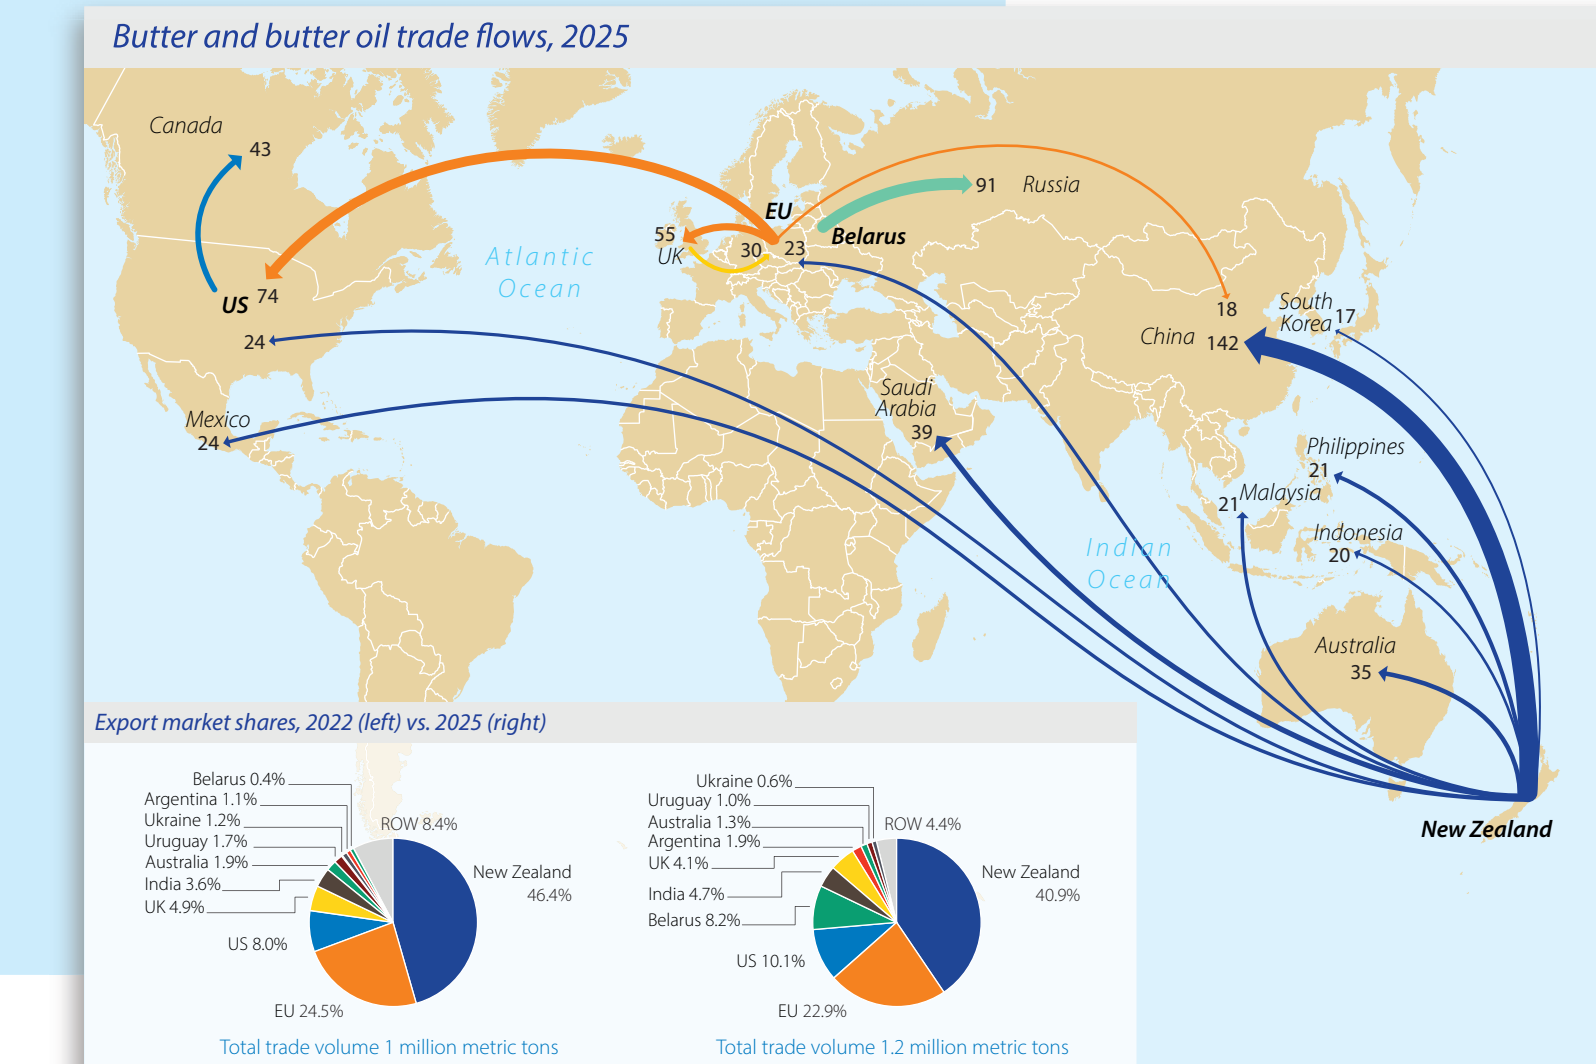 Butter and butter oil trade flows, 2025
Canada
43
Russia
91
EU
55
UK
30
23
Belarus
Atlantic
Ocean
US 74
24
18
South
Korea 17
China 142
Saudi
Arabia
39
Mexico
24
Philippines
21
Malaysia
21
Indonesia
20
Indian
Ocean
Australia
35
New Zealand
Export market shares, 2022 (left) vs. 2025 (right)
Belarus 0.4%
Argentina 1.1%
Ukraine 1.2%
Uruguay 1.7%
Australia 1.9%
India 3.6%
UK 4.9%
US 8.0%
EU 24.5%
ROW 8.4%
New Zealand
46.4%
Total trade volume 1 million metric tons
Ukraine 0.6%
Uruguay 1.0%
Australia 1.3%
Argentina 1.9%
UK 4.1%
India 4.7%
Belarus 8.2%
US 10.1%
EU 22.9%
ROW 4.4%
New Zealand
40.9%
Total trade volume 1.2 million metric tons